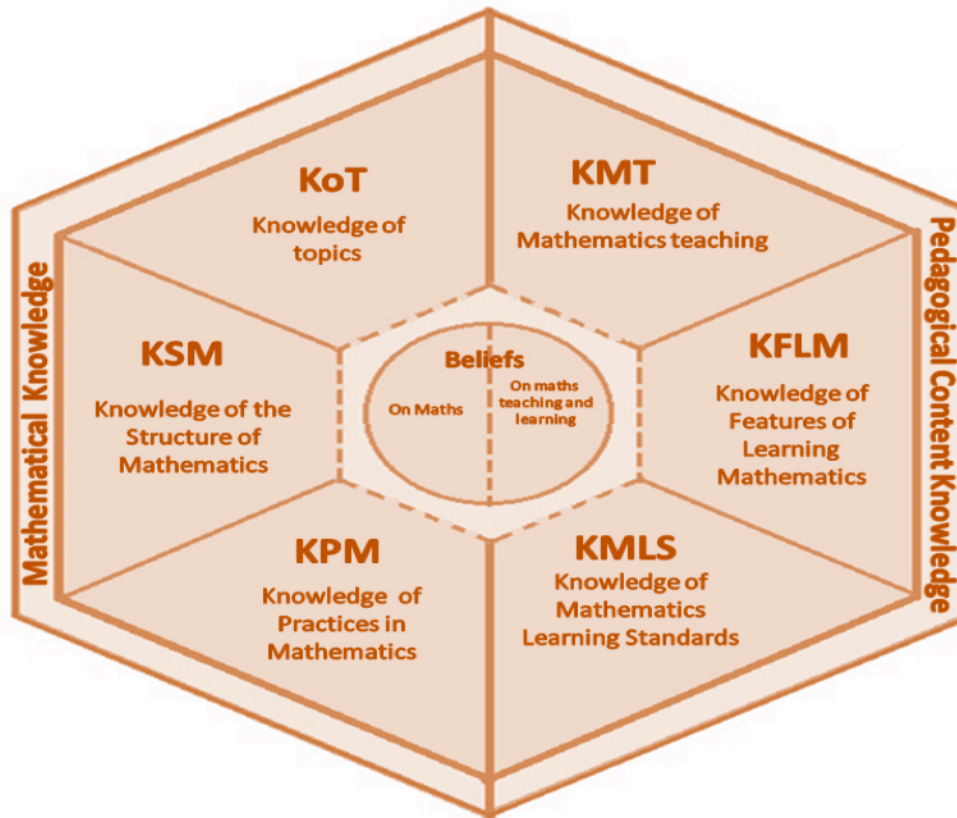 Mathematical Knowledge
KoT
Knowledge of
topics
KSM
Knowledge of the
Structure of
Mathematics
KPM
Knowledge of
Practices in
Mathematics
Beliefs
On Maths
On maths
teaching and
learning
KMT
Knowledge of
Mathematics teaching
KFLM
Knowledge of
Features of
Learning
Mathematics
KMLS
Knowledge of
Mathematics
Learning Standards
Pedagogical Content Knowledge